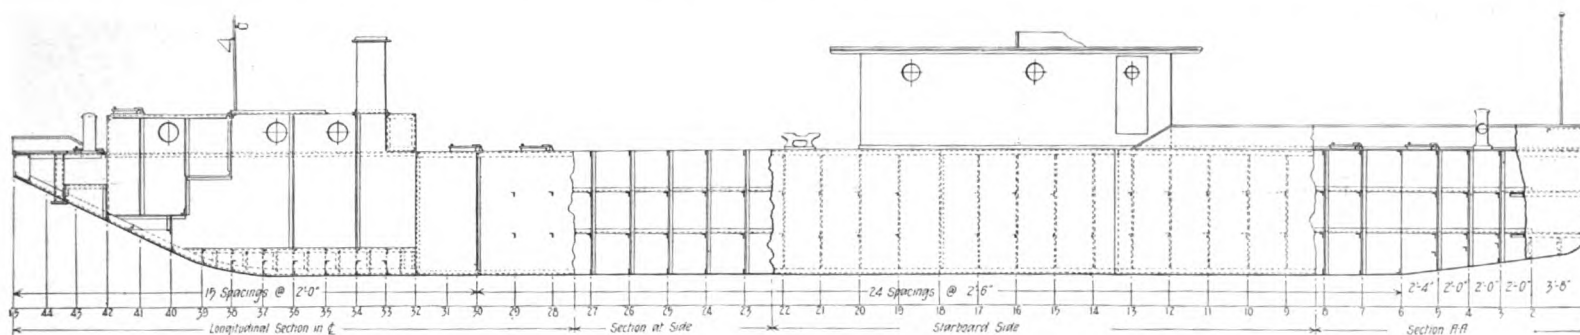 15 Spacings @ 2'-0" 24 Spacings @ 2'-6" 2'-4" 2'-0" 2'-0" 2'-0" 3'-6"
45 44 43 42 41 40 39 38 37 36 35 34 33 32 31 30 29 28 27 26 25 24 23 22 21 20 19 18 17 16 15 14 13 12 11 10 9 8 7 6 5 4 3 2
Longitudinal Section in ℄ Section at Side Starboard Side Section A-A